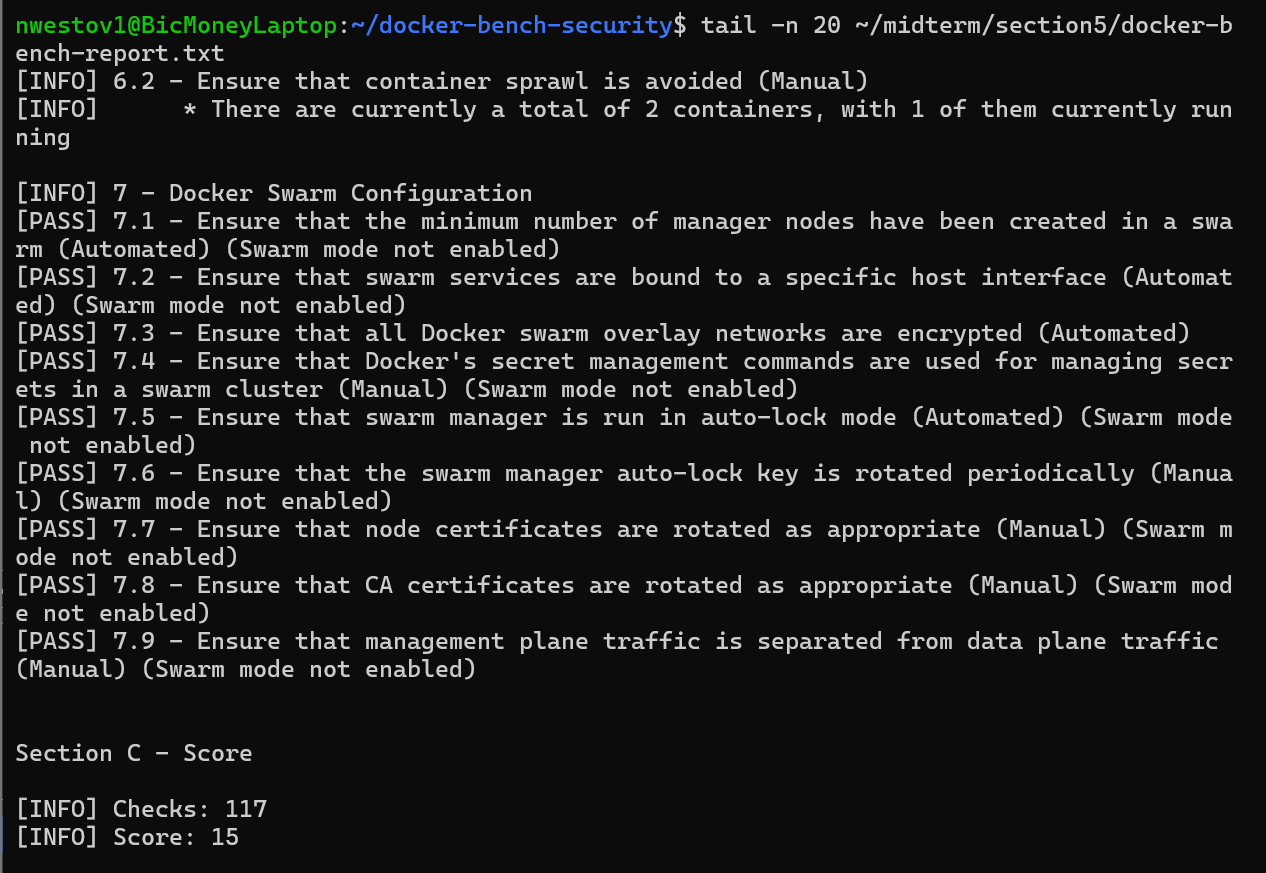 nwestov1@BicMoneyLaptop:~/docker-bench-security$ tail -n 20 ~/midterm/section5/docker-b
ench-report.txt
[INFO] 6.2 - Ensure that container sprawl is avoided (Manual)
[INFO]      * There are currently a total of 2 containers, with 1 of them currently run
ning
[INFO] 7 - Docker Swarm Configuration
[PASS] 7.1 - Ensure that the minimum number of manager nodes have been created in a swa
rm (Automated) (Swarm mode not enabled)
[PASS] 7.2 - Ensure that swarm services are bound to a specific host interface (Automat
ed) (Swarm mode not enabled)
[PASS] 7.3 - Ensure that all Docker swarm overlay networks are encrypted (Automated)
[PASS] 7.4 - Ensure that Docker's secret management commands are used for managing secr
ets in a swarm cluster (Manual) (Swarm mode not enabled)
[PASS] 7.5 - Ensure that swarm manager is run in auto-lock mode (Automated) (Swarm mode
 not enabled)
[PASS] 7.6 - Ensure that the swarm manager auto-lock key is rotated periodically (Manua
l) (Swarm mode not enabled)
[PASS] 7.7 - Ensure that node certificates are rotated as appropriate (Manual) (Swarm m
ode not enabled)
[PASS] 7.8 - Ensure that CA certificates are rotated as appropriate (Manual) (Swarm mod
e not enabled)
[PASS] 7.9 - Ensure that management plane traffic is separated from data plane traffic
(Manual) (Swarm mode not enabled)
Section C - Score
[INFO] Checks: 117
[INFO] Score: 15